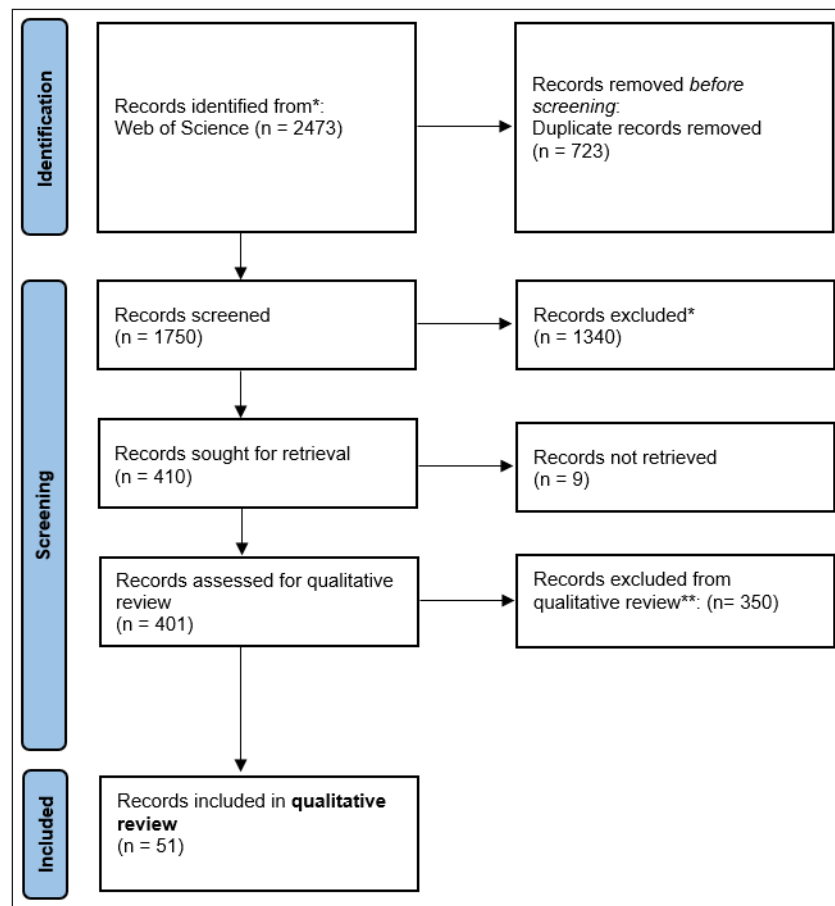 Identification
Records identified from*:
Web of Science (n = 2473)
Records removed before
screening:
Duplicate records removed
(n = 723)
Screening
Records screened
(n = 1750)
Records excluded*
(n = 1340)
Records sought for retrieval
(n = 410)
Records not retrieved
(n = 9)
Records assessed for qualitative
review
(n = 401)
Records excluded from
qualitative review**: (n= 350)
Included
Records included in qualitative
review
(n = 51)